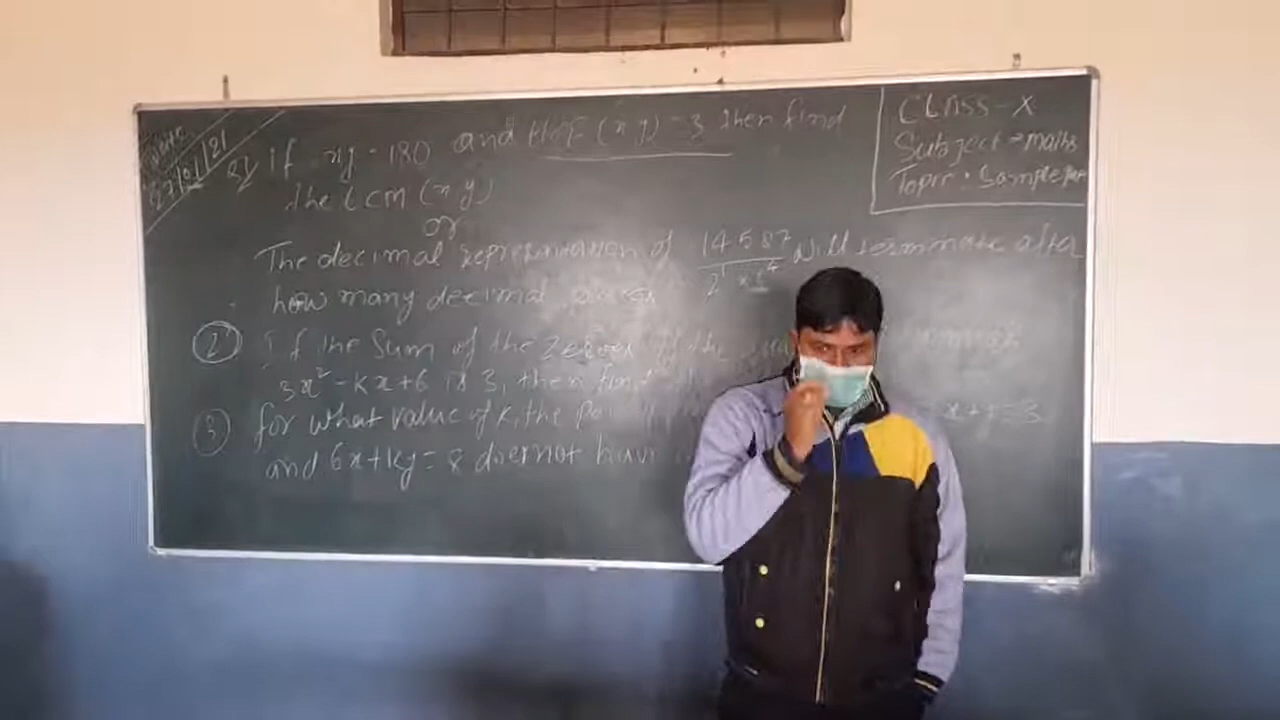 27/01/21
Q1 if xy = 180 and HCF (x y) = 3 then find
the LCM (x y)
or
The decimal representation of 14587/2¹×5⁴ will terminate after
how many decimal places
2 If the Sum of the zeroes of the
3x² - Kx + 6 is 3, then find
3 for what value of K, the x + y = 3
and 6x + Ky = 8 does not have
CLASS - X
Subject → maths
Topic : Sample